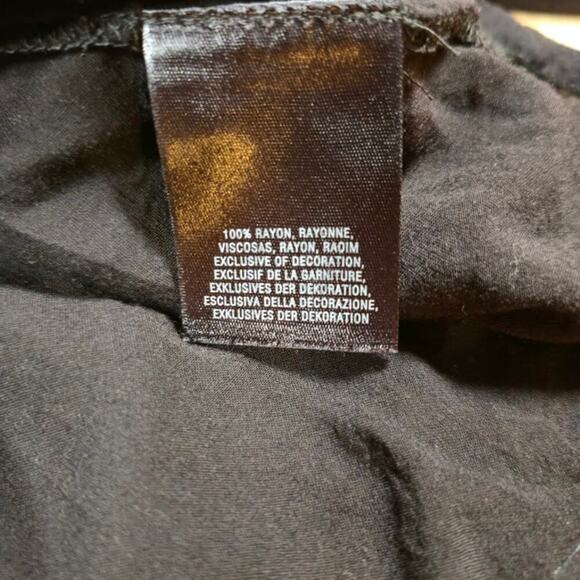 100% RAYON, RAYONNE,
VISCOSAS, RAYON, RAOIM
EXCLUSIVE OF DECORATION,
EXCLUSIF DE LA GARNITURE,
EXKLUSIVES DER DEKORATION,
ESCLUSIVA DELLA DECORAZIONE,
EXKLUSIVES DER DEKORATION